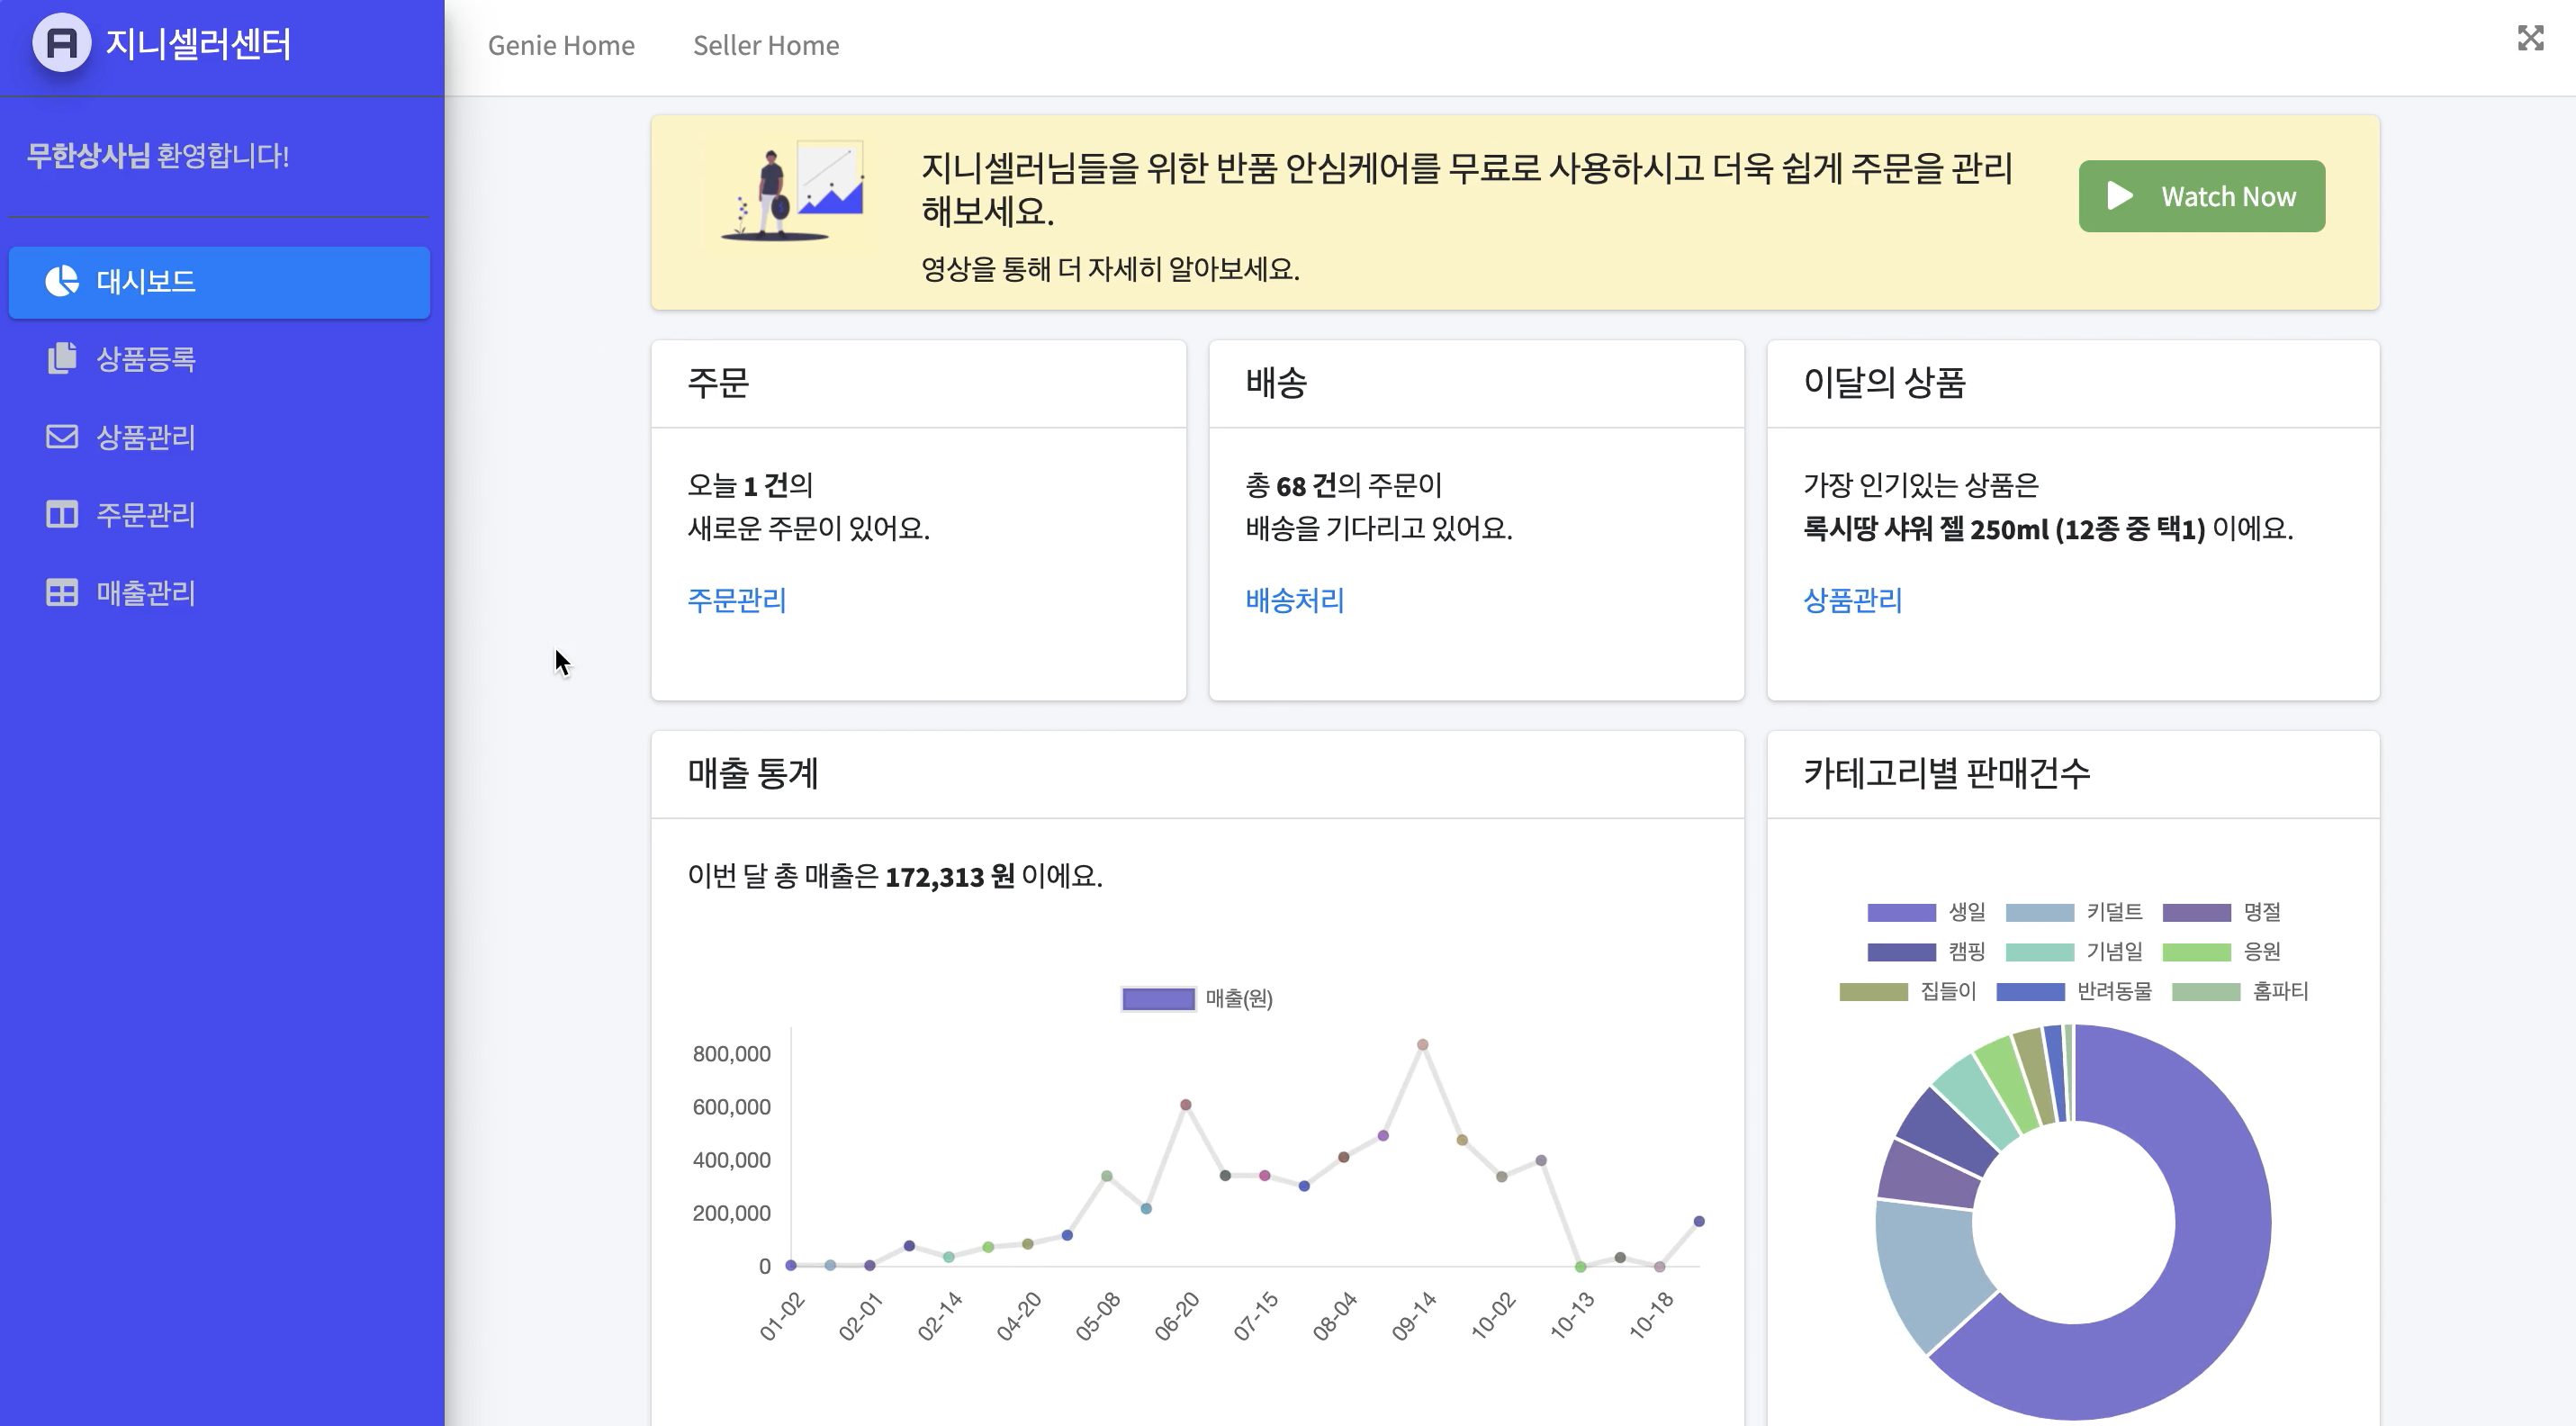 지니셀러센터
Genie Home
Seller Home
무한상사님 환영합니다!
대시보드
상품등록
상품관리
주문관리
매출관리
지니셀러님들을 위한 반품 안심케어를 무료로 사용하시고 더욱 쉽게 주문을 관리
해보세요.
영상을 통해 더 자세히 알아보세요.
Watch Now
주문
오늘 1 건의
새로운 주문이 있어요.
주문관리
배송
총 68 건의 주문이
배송을 기다리고 있어요.
배송처리
이달의 상품
가장 인기있는 상품은
록시땅 샤워 젤 250ml (12종 중 택1) 이에요.
상품관리
매출 통계
이번 달 총 매출은 172,313 원 이에요.
매출(원)
800,000
600,000
400,000
200,000
0
01-02
02-01
02-14
04-20
05-08
06-20
07-15
08-04
09-14
10-02
10-13
10-18
카테고리별 판매건수
생일 키덜트 명절
캠핑 기념일 응원
집들이 반려동물 홈파티